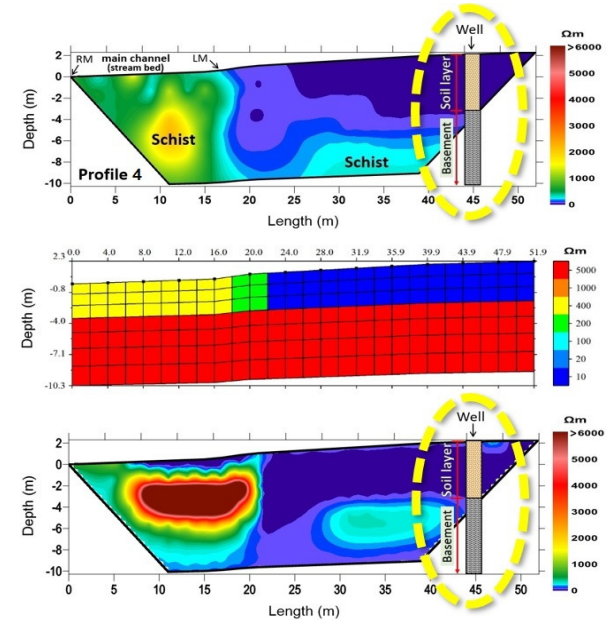 Ωm
Well
RM main channel LM
(stream bed)
>6000
5000
4000
3000
2000
1000
0
2
0
-2
-4
-6
-8
-10
Depth (m)
Soil layer
Basement
Schist
Schist
Profile 4
0 5 10 15 20 25 30 35 40 45 50
Length (m)
0.0 4.0 8.0 12.0 16.0 20.0 24.0 28.9 31.9 35.9 39.9 43.9 47.9 51.9
Ωm
2.3
-0.8
-4.0
-7.1
-10.3
Depth (m)
5000
1000
400
200
100
20
10
Well
Ωm
>6000
5000
4000
3000
2000
1000
0
2
0
-2
-4
-6
-8
-10
Depth (m)
Soil layer
Basement
0 5 10 15 20 25 30 35 40 45 50
Length (m)